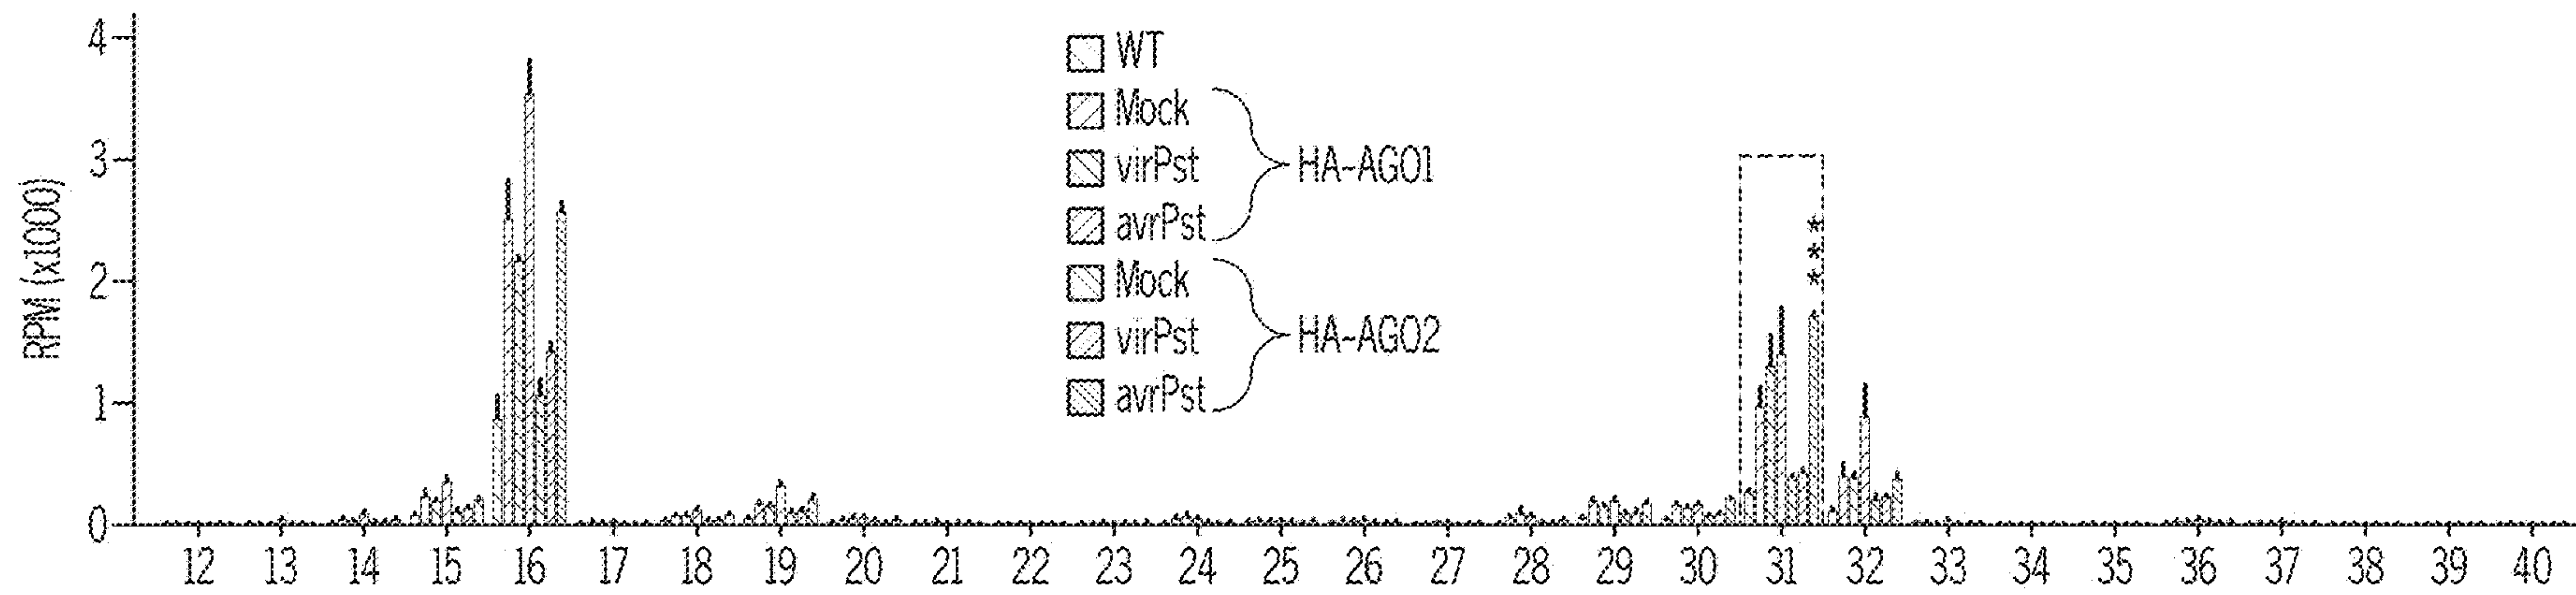 RPM (x1000)
4
3
2
1
0
WT
Mock
virPst
avrPst
HA-AGO1
Mock
virPst
avrPst
HA-AGO2
***
12 13 14 15 16 17 18 19 20 21 22 23 24 25 26 27 28 29 30 31 32 33 34 35 36 37 38 39 40